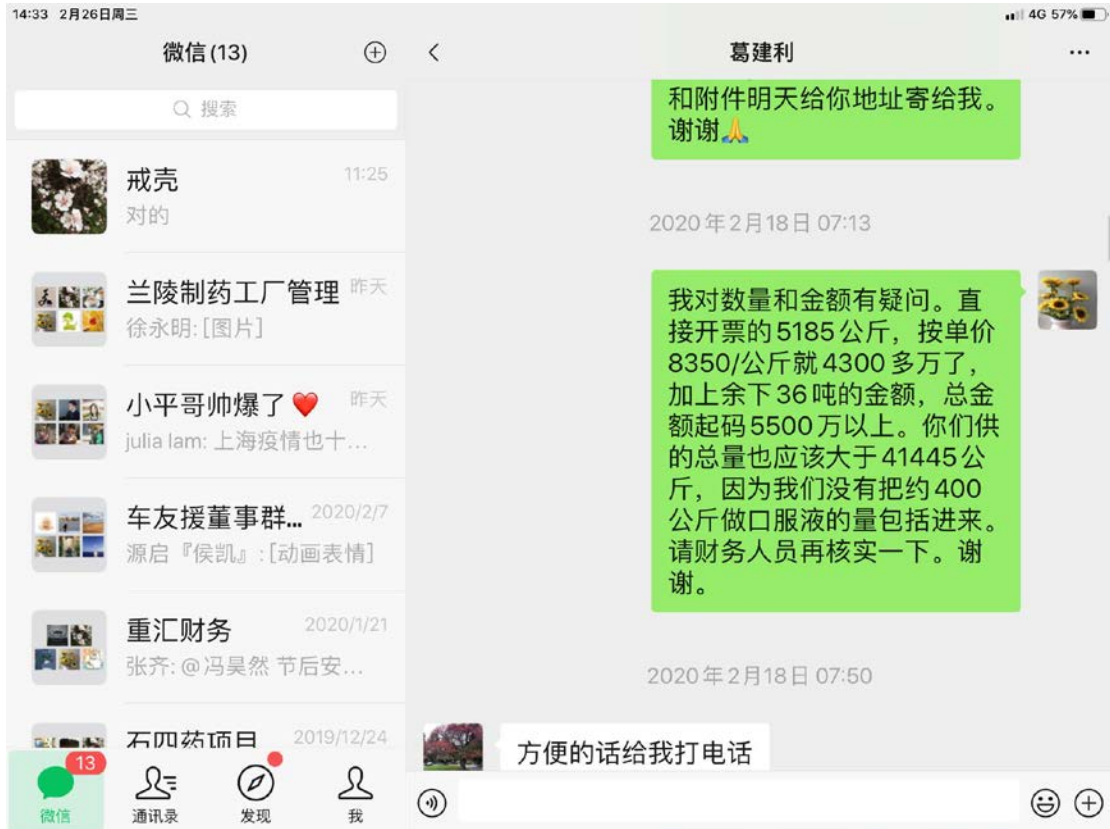 14:33 2月26日周三
4G 57%
微信(13)
搜索
戒壳 11:25
对的
兰陵制药工厂管理 昨天
徐永明:[图片]
小平哥帅爆了❤️ 昨天
julia lam: 上海疫情也十...
车友援董事群... 2020/2/7
源启『侯凯』:[动画表情]
重汇财务 2020/1/21
张齐: @冯昊然 节后安...
石四药项目 2019/12/24
13
微信
通讯录
发现
我
葛建利
和附件明天给你地址寄给我。
谢谢🙏
2020年2月18日 07:13
我对数量和金额有疑问。直
接开票的5185公斤，按单价
8350/公斤就4300多万了，
加上余下36吨的金额，总金
额起码5500万以上。你们供
的总量也应该大于41445公
斤，因为我们没有把约400
公斤做口服液的量包括进来。
请财务人员再核实一下。谢
谢。
2020年2月18日 07:50
方便的话给我打电话